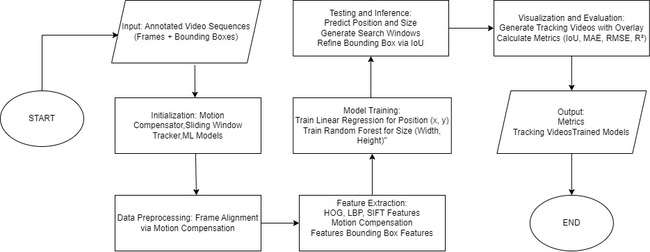 START
Input: Annotated Video Sequences
(Frames + Bounding Boxes)
Initialization: Motion
Compensator,Sliding Window
Tracker,ML Models
Data Preprocessing: Frame Alignment
via Motion Compensation
Feature Extraction:
HOG, LBP, SIFT Features
Motion Compensation
Features Bounding Box Features
Model Training:
Train Linear Regression for Position (x, y)
Train Random Forest for Size (Width,
Height)"
Testing and Inference:
Predict Position and Size
Generate Search Windows
Refine Bounding Box via IoU
Visualization and Evaluation:
Generate Tracking Videos with Overlay
Calculate Metrics (IoU, MAE, RMSE, R²)
Output:
Metrics
Tracking VideosTrained Models
END